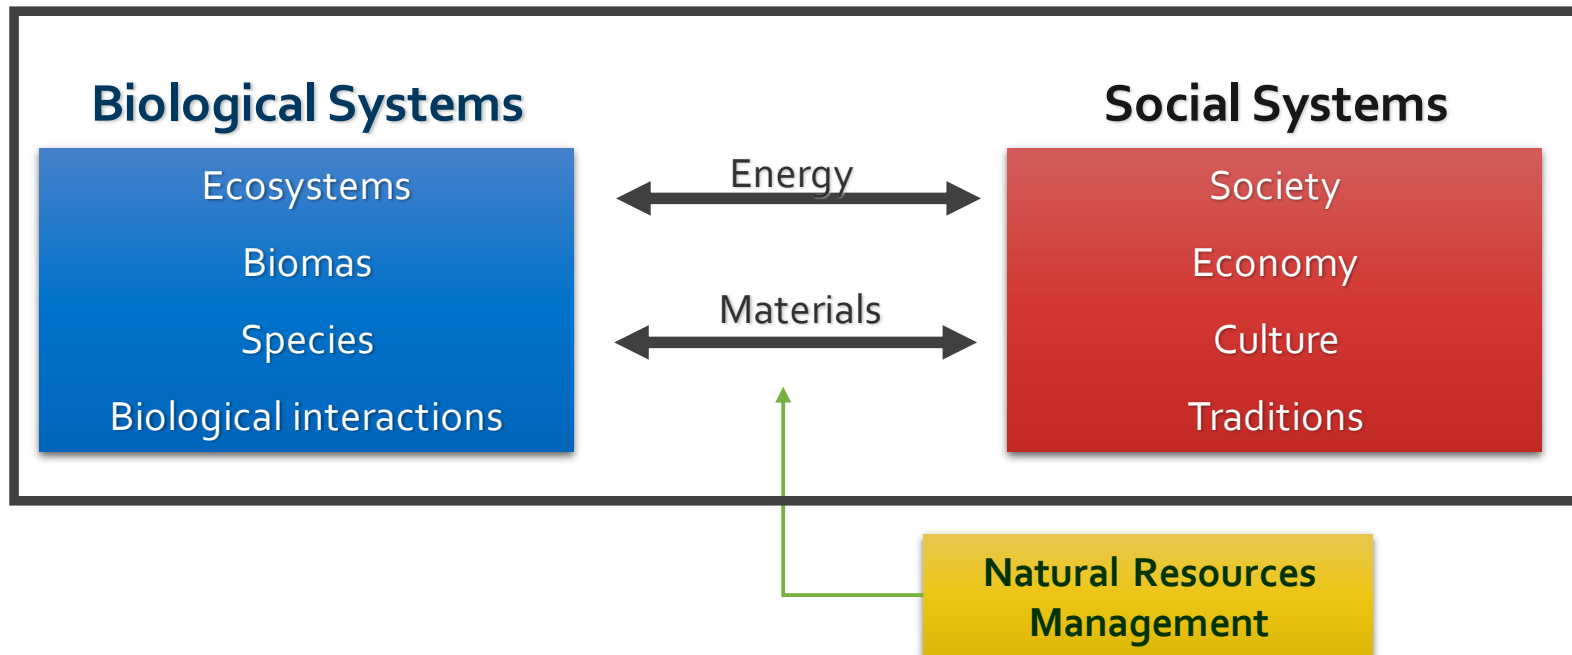 Biological Systems
Ecosystems
Biomas
Species
Biological interactions
Energy
Materials
Social Systems
Society
Economy
Culture
Traditions
Natural Resources
Management